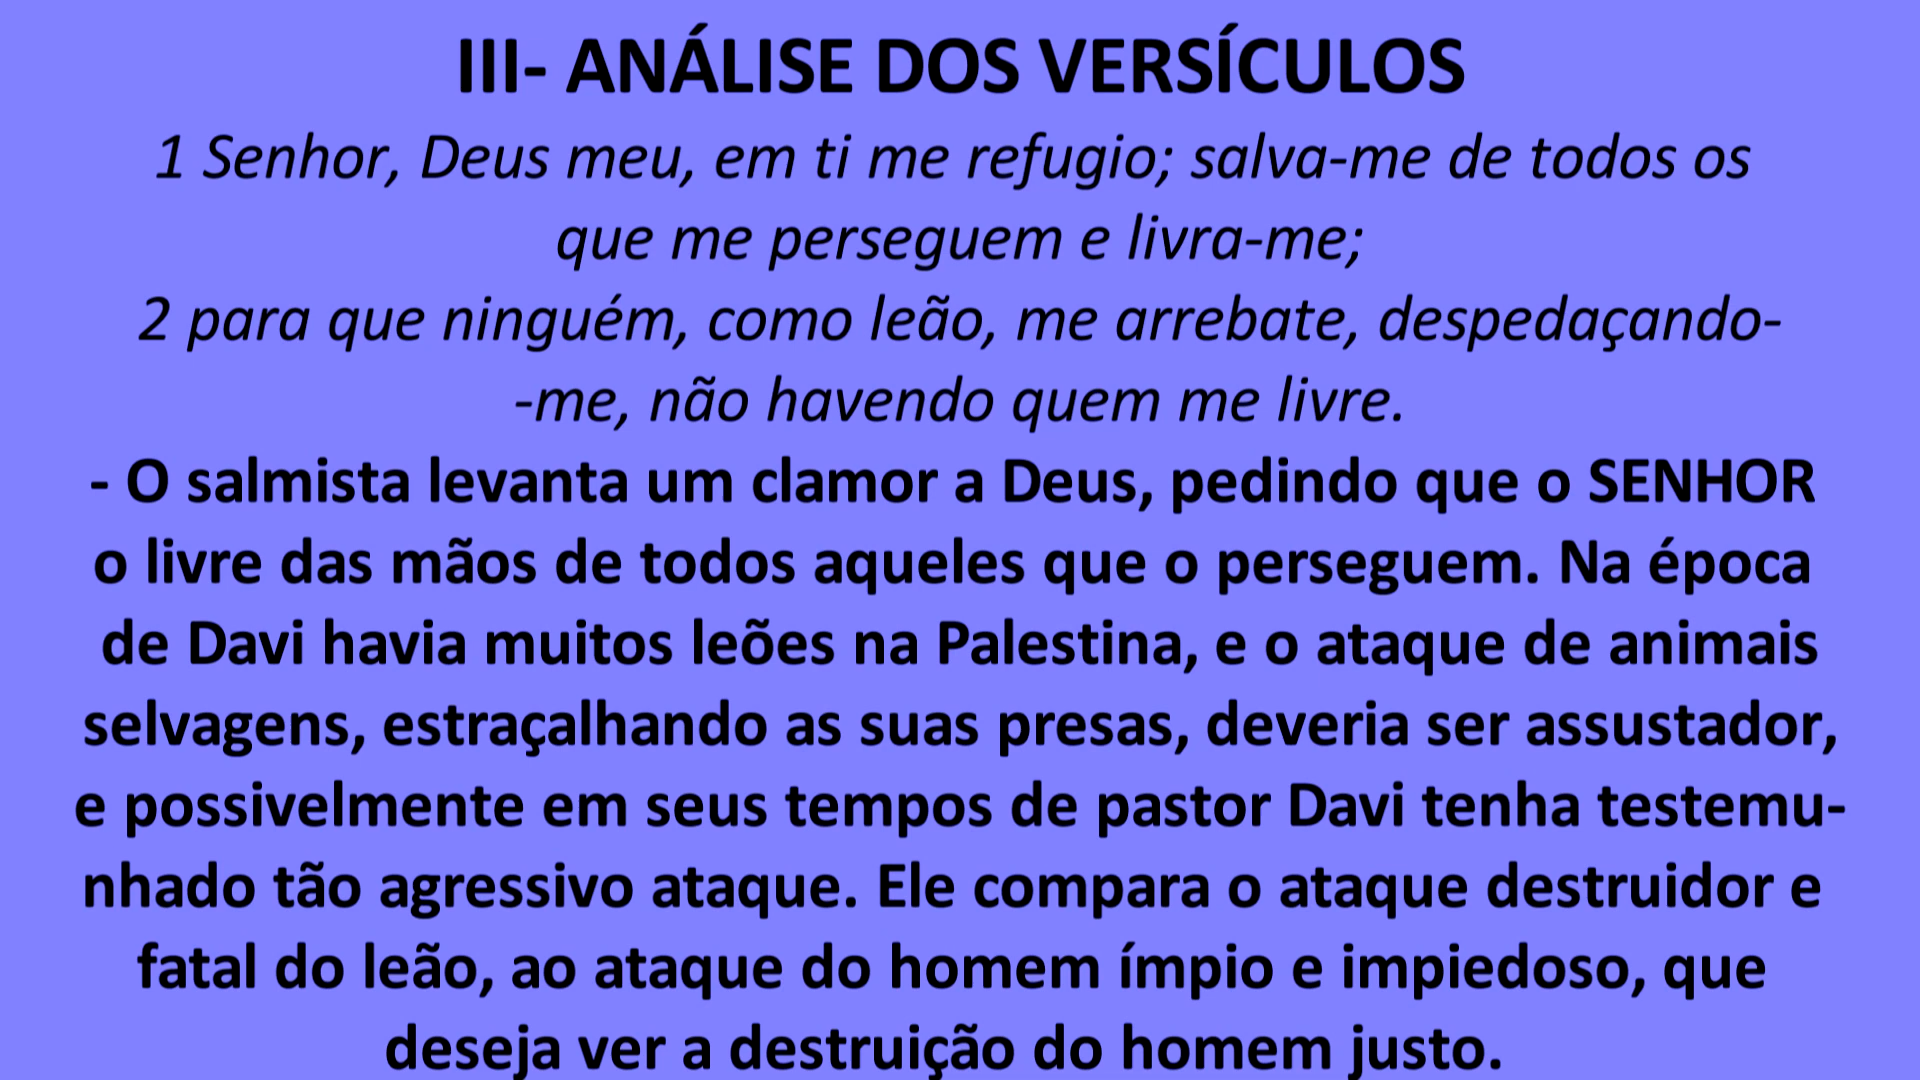 III- ANÁLISE DOS VERSÍCULOS
1 Senhor, Deus meu, em ti me refugio; salva-me de todos os
que me perseguem e livra-me;
2 para que ninguém, como leão, me arrebate, despedaçando-
-me, não havendo quem me livre.
- O salmista levanta um clamor a Deus, pedindo que o SENHOR
o livre das mãos de todos aqueles que o perseguem. Na época
de Davi havia muitos leões na Palestina, e o ataque de animais
selvagens, estraçalhando as suas presas, deveria ser assustador,
e possivelmente em seus tempos de pastor Davi tenha testemu-
nhado tão agressivo ataque. Ele compara o ataque destruidor e
fatal do leão, ao ataque do homem ímpio e impiedoso, que
deseja ver a destruição do homem justo.